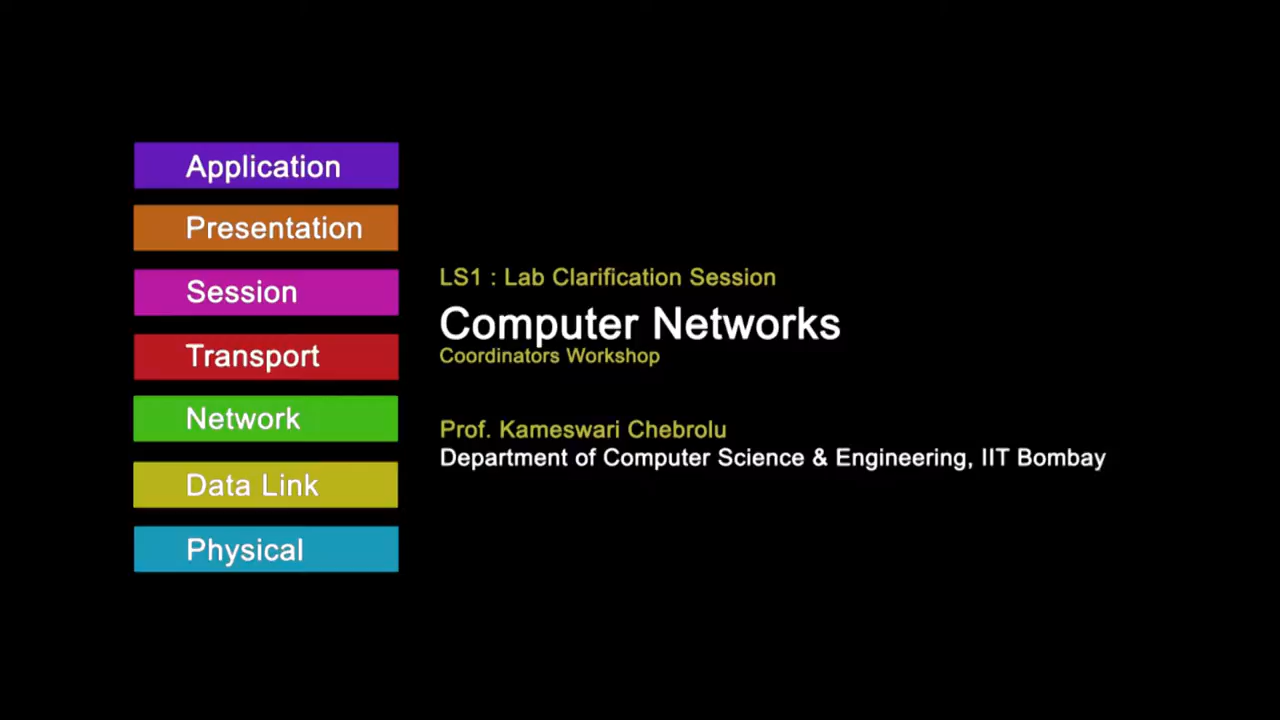 Application
Presentation
Session
Transport
Network
Data Link
Physical
LS1 : Lab Clarification Session
Computer Networks
Coordinators Workshop
Prof. Kameswari Chebrolu
Department of Computer Science & Engineering, IIT Bombay